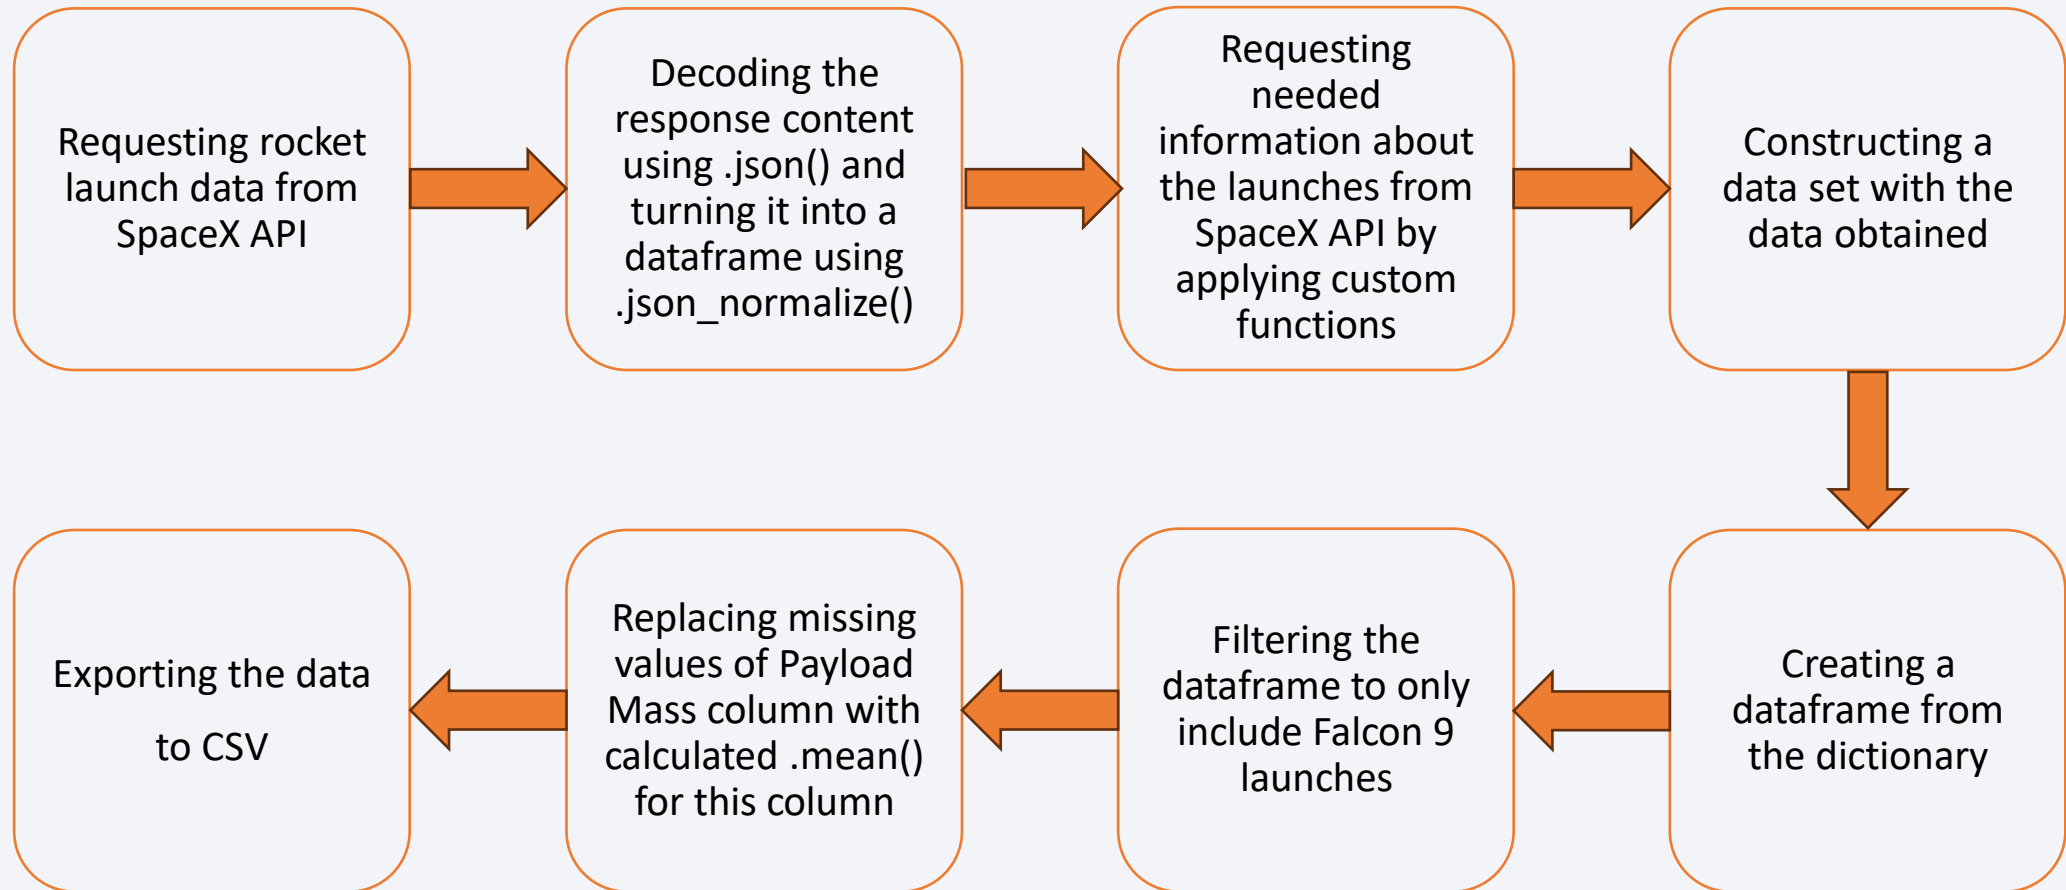 Requesting rocket
launch data from
SpaceX API
Decoding the
response content
using .json() and
turning it into a
dataframe using
.json_normalize()
Requesting
needed
information about
the launches from
SpaceX API by
applying custom
functions
Constructing a
data set with the
data obtained
Creating a
dataframe from
the dictionary
Filtering the
dataframe to only
include Falcon 9
launches
Replacing missing
values of Payload
Mass column with
calculated .mean()
for this column
Exporting the data
to CSV